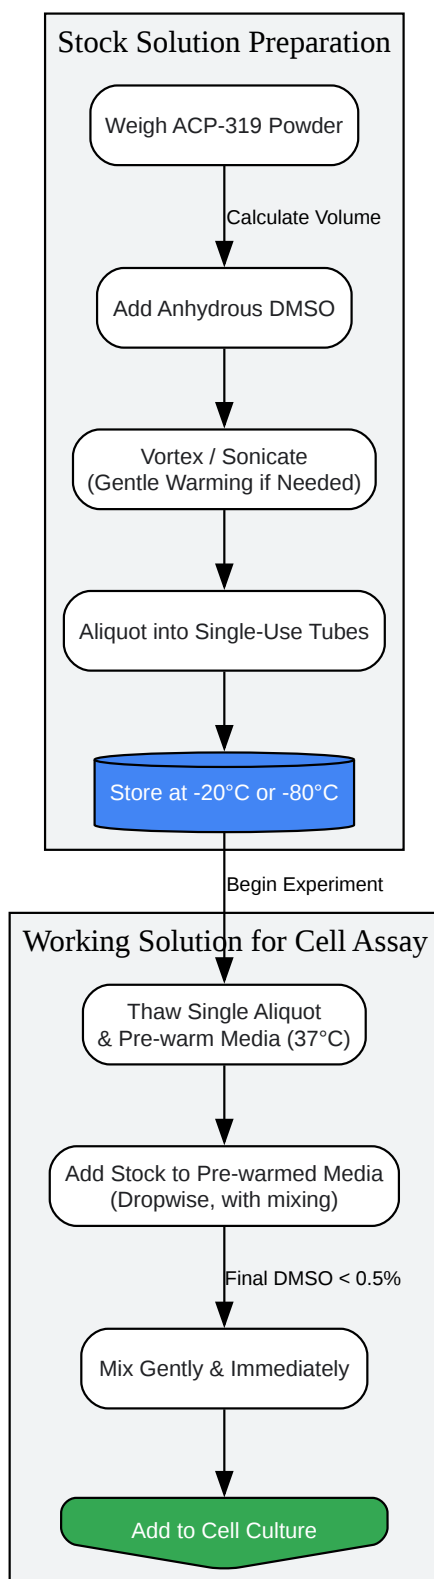 Stock Solution Preparation
Weigh ACP-319 Powder
Calculate Volume
Add Anhydrous DMSO
Vortex / Sonicate
(Gentle Warming if Needed)
Aliquot into Single-Use Tubes
Store at -20°C or -80°C
Begin Experiment
Working Solution for Cell Assay
Thaw Single Aliquot
& Pre-warm Media (37°C)
Add Stock to Pre-warmed Media
(Dropwise, with mixing)
Final DMSO < 0.5%
Mix Gently & Immediately
Add to Cell Culture